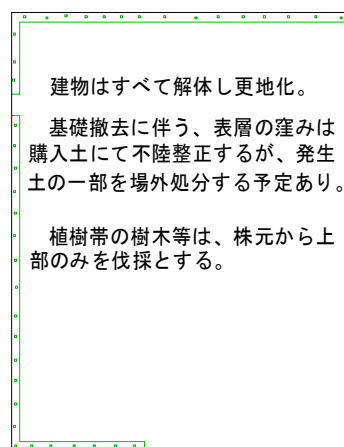 建物はすべて解体し更地化。
基礎撤去に伴う、表層の窪みは
購入土にて不陸整正するが、発生
土の一部を場外処分する予定あり。
植樹帯の樹木等は、株元から上
部のみを伐採とする。